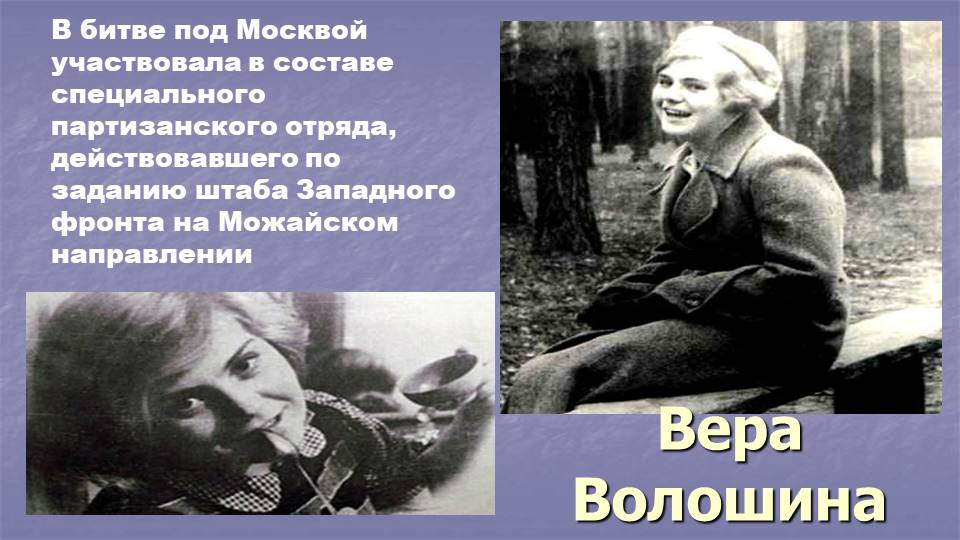 В битве под Москвой
участвовала в составе
специального
партизанского отряда,
действовавшего по
заданию штаба Западного
фронта на Можайском
направлении
Вера
Волошина